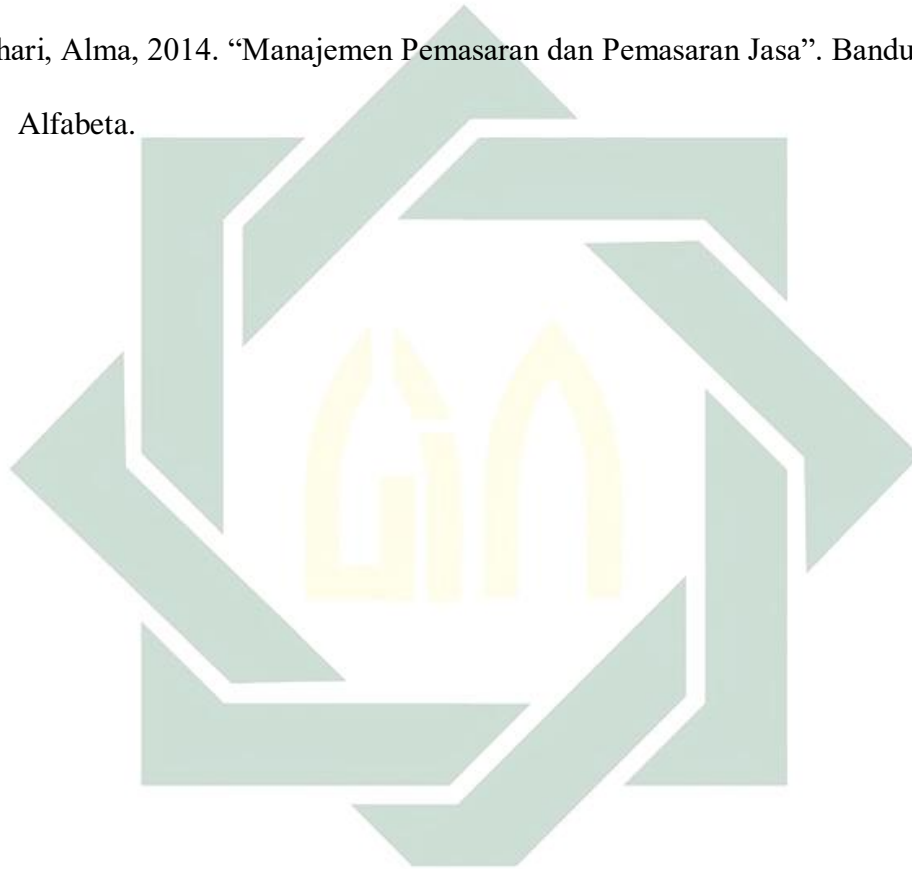 hari, Alma, 2014. “Manajemen Pemasaran dan Pemasaran Jasa”. Bandu
Alfabeta.